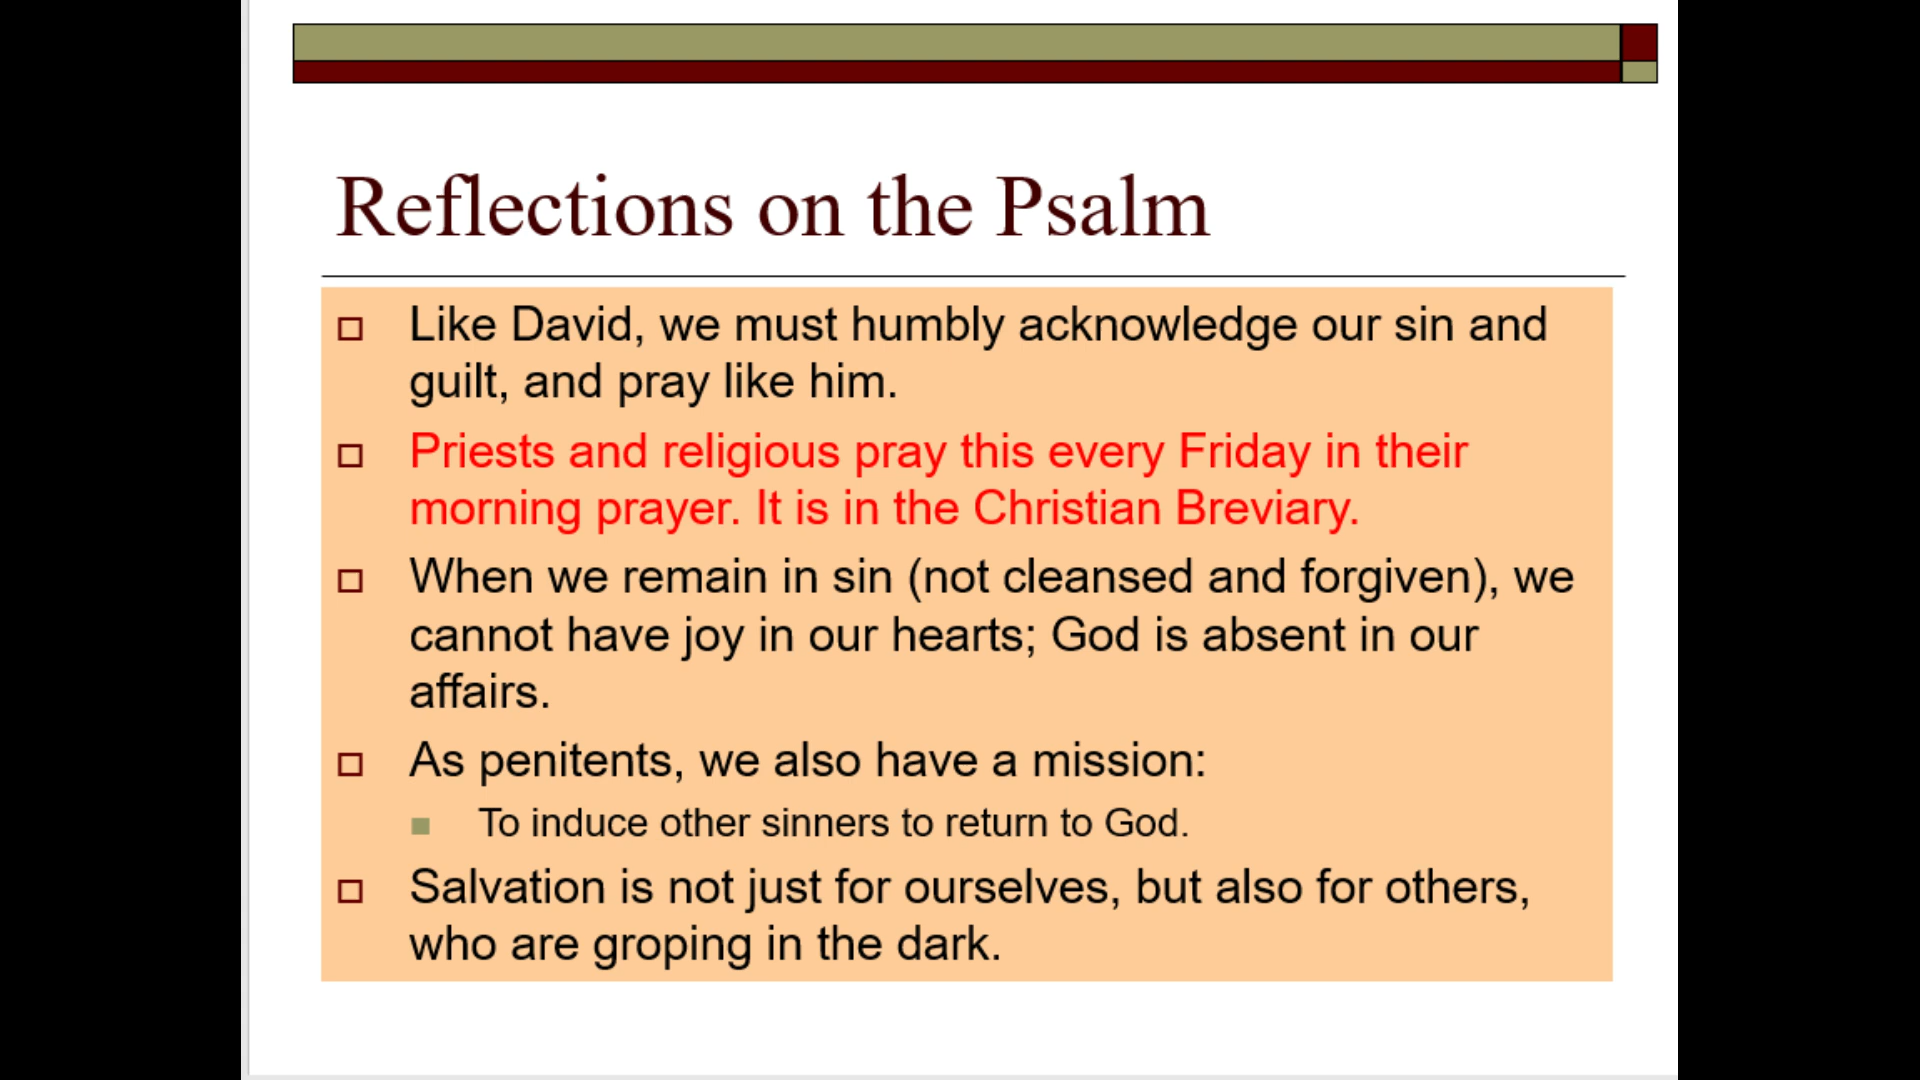 Reflections on the Psalm
Like David, we must humbly acknowledge our sin and
guilt, and pray like him.
Priests and religious pray this every Friday in their
morning prayer. It is in the Christian Breviary.
When we remain in sin (not cleansed and forgiven), we
cannot have joy in our hearts; God is absent in our
affairs.
As penitents, we also have a mission:
To induce other sinners to return to God.
Salvation is not just for ourselves, but also for others,
who are groping in the dark.